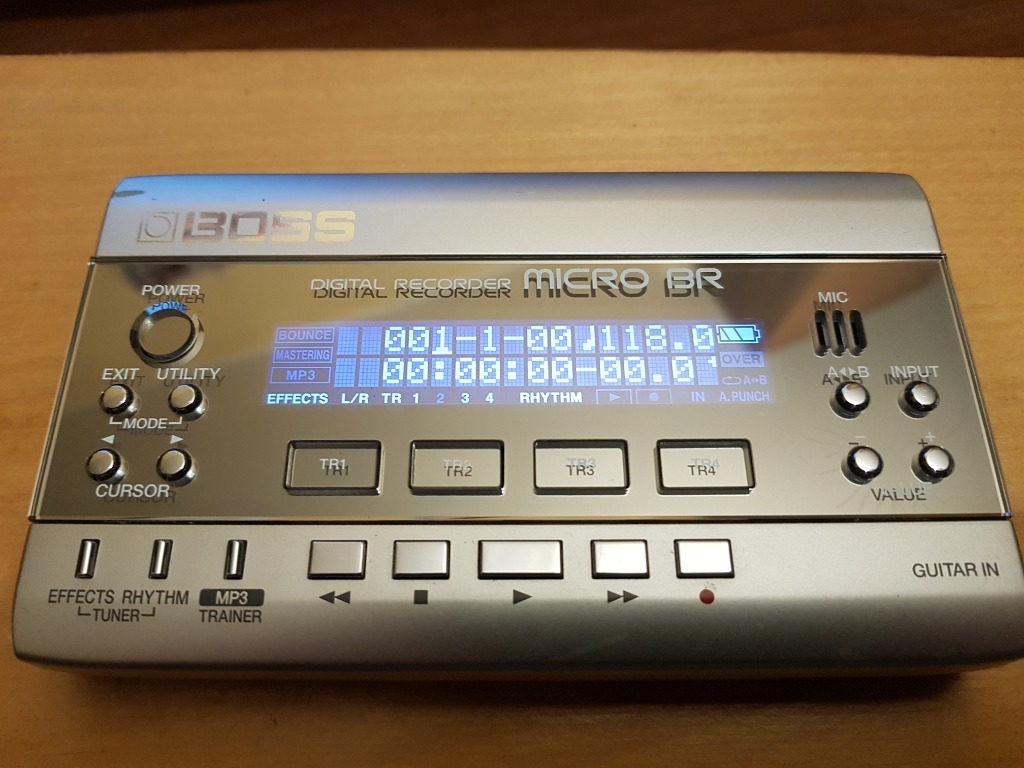 BOSS
DIGITAL RECORDER MICRO BR
POWER
MIC
BOUNCE 001-1-00♩118.0
MASTERING OVER
MP3 00:00:00-00.0
A◄►B
EFFECTS L/R TR 1 2 3 4 RHYTHM IN A.PUNCH
EXIT UTILITY
MODE
A◄►B INPUT
CURSOR
TR1 TR2 TR3 TR4
- +
VALUE
GUITAR IN
EFFECTS RHYTHM MP3
TUNER TRAINER